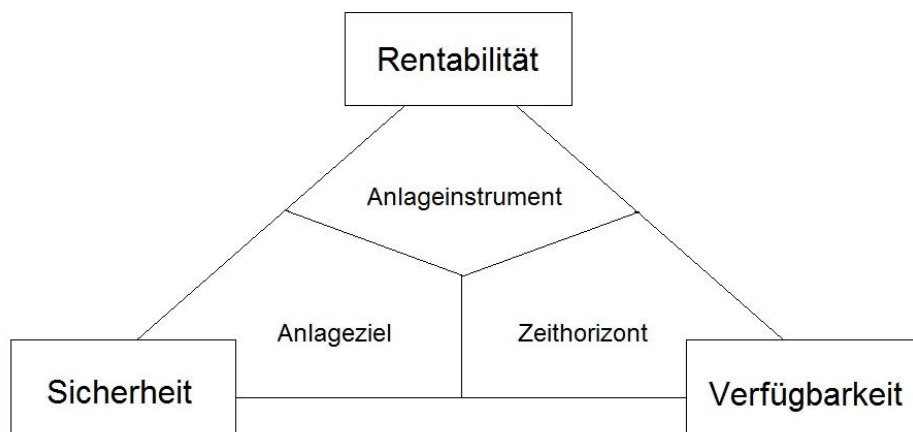 Rentabilität
Anlageinstrument
Anlageziel
Zeithorizont
Sicherheit
Verfügbarkeit